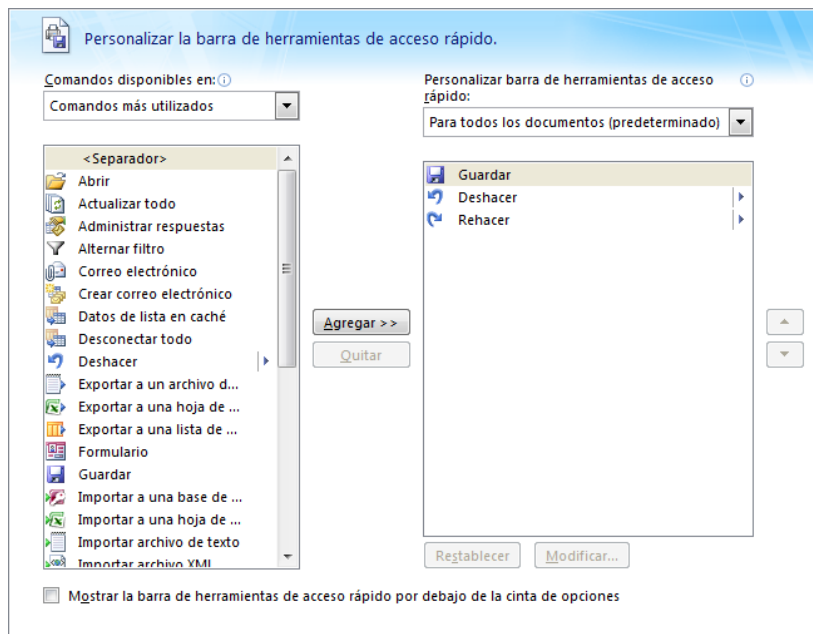 Personalizar la barra de herramientas de acceso rápido.
Comandos disponibles en:
Comandos más utilizados
<Separador>
Abrir
Actualizar todo
Administrar respuestas
Alternar filtro
Correo electrónico
Crear correo electrónico
Datos de lista en caché
Desconectar todo
Deshacer
Exportar a un archivo d...
Exportar a una hoja de ...
Exportar a una lista de ...
Formulario
Guardar
Importar a una base de ...
Importar a una hoja de ...
Importar archivo de texto
Importar archivo XML
Agregar >>
Quitar
Personalizar barra de herramientas de acceso
rápido:
Para todos los documentos (predeterminado)
Guardar
Deshacer
Rehacer
Restablecer
Modificar...
Mostrar la barra de herramientas de acceso rápido por debajo de la cinta de opciones